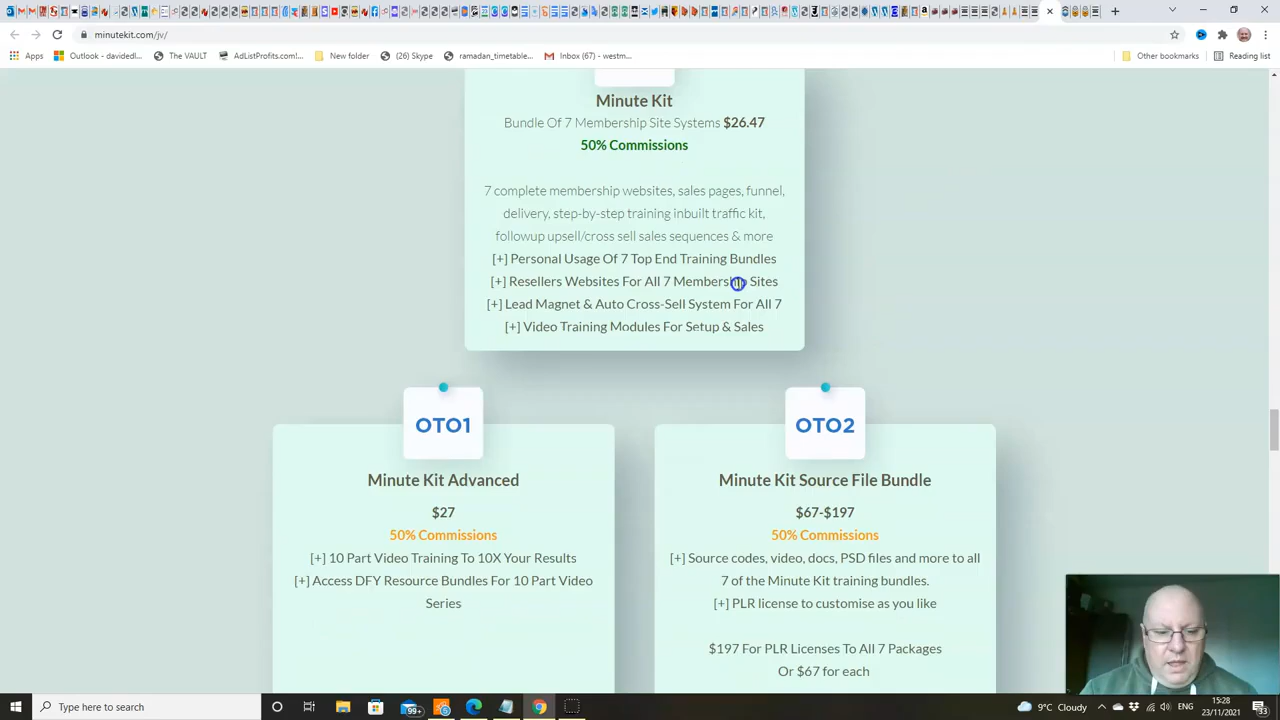 minutekit.com/jv/
Apps
Outlook - davidedl...
The VAULT
AdListProfits.com!...
New folder
(26) Skype
ramadan_timetable...
Inbox (67) - westm...
Other bookmarks
Reading list
Minute Kit
Bundle Of 7 Membership Site Systems $26.47
50% Commissions
7 complete membership websites, sales pages, funnel,
delivery, step-by-step training inbuilt traffic kit,
followup upsell/cross sell sales sequences & more
[+] Personal Usage Of 7 Top End Training Bundles
[+] Resellers Websites For All 7 Membership Sites
[+] Lead Magnet & Auto Cross-Sell System For All 7
[+] Video Training Modules For Setup & Sales
OTO1
Minute Kit Advanced
$27
50% Commissions
[+] 10 Part Video Training To 10X Your Results
[+] Access DFY Resource Bundles For 10 Part Video
Series
OTO2
Minute Kit Source File Bundle
$67-$197
50% Commissions
[+] Source codes, video, docs, PSD files and more to all
7 of the Minute Kit training bundles.
[+] PLR license to customise as you like
$197 For PLR Licenses To All 7 Packages
Or $67 for each
Type here to search
99+
9°C Cloudy
ENG
15:28
23/11/2021